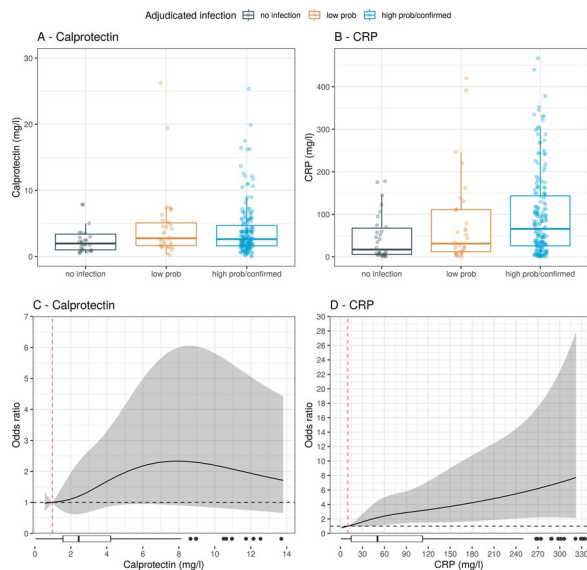 Adjudicated infection no infection low prob high prob/confirmed
A - Calprotectin
Calprotectin (mg/l)
30
20
10
0
no infection low prob high prob/confirmed
B - CRP
CRP (mg/l)
400
300
200
100
0
no infection low prob high prob/confirmed
C - Calprotectin
Odds ratio
7
6
5
4
3
2
1
0
0 2 4 6 8 10 12 14
Calprotectin (mg/l)
D - CRP
Odds ratio
30
28
26
24
22
20
18
16
14
12
10
8
6
4
2
0
0 30 60 90 120 150 180 210 240 270 300 330
CRP (mg/l)